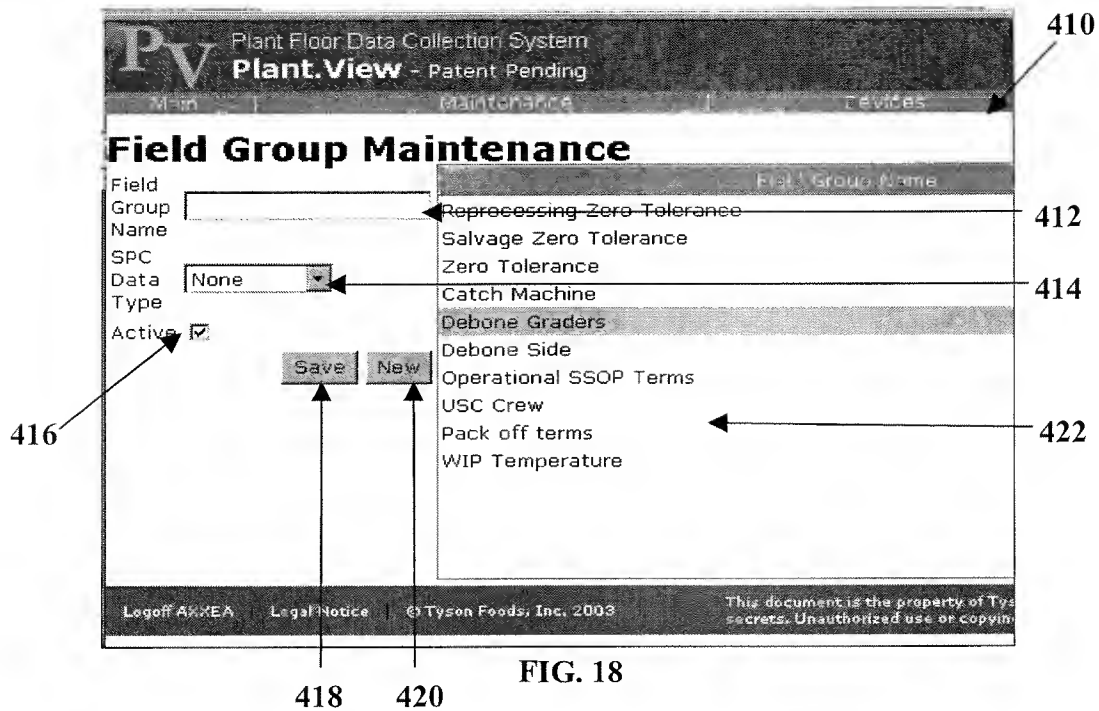 PV
Plant Floor Data Collection System
Plant.View - Patent Pending
410
Main | Maintenance | Devices
Field Group Maintenance
Field Group Name
Field
Group
Name
412
SPC
Data
Type
None
414
Active
416
Save
New
418
420
Reprocessing Zero Tolerance
Salvage Zero Tolerance
Zero Tolerance
Catch Machine
Debone Graders
Debone Side
Operational SSOP Terms
USC Crew
Pack off terms
WIP Temperature
422
Logoff AXXEA | Legal Notice | © Tyson Foods, Inc. 2003
This document is the property of Tys
secrets. Unauthorized use or copyin
FIG. 18